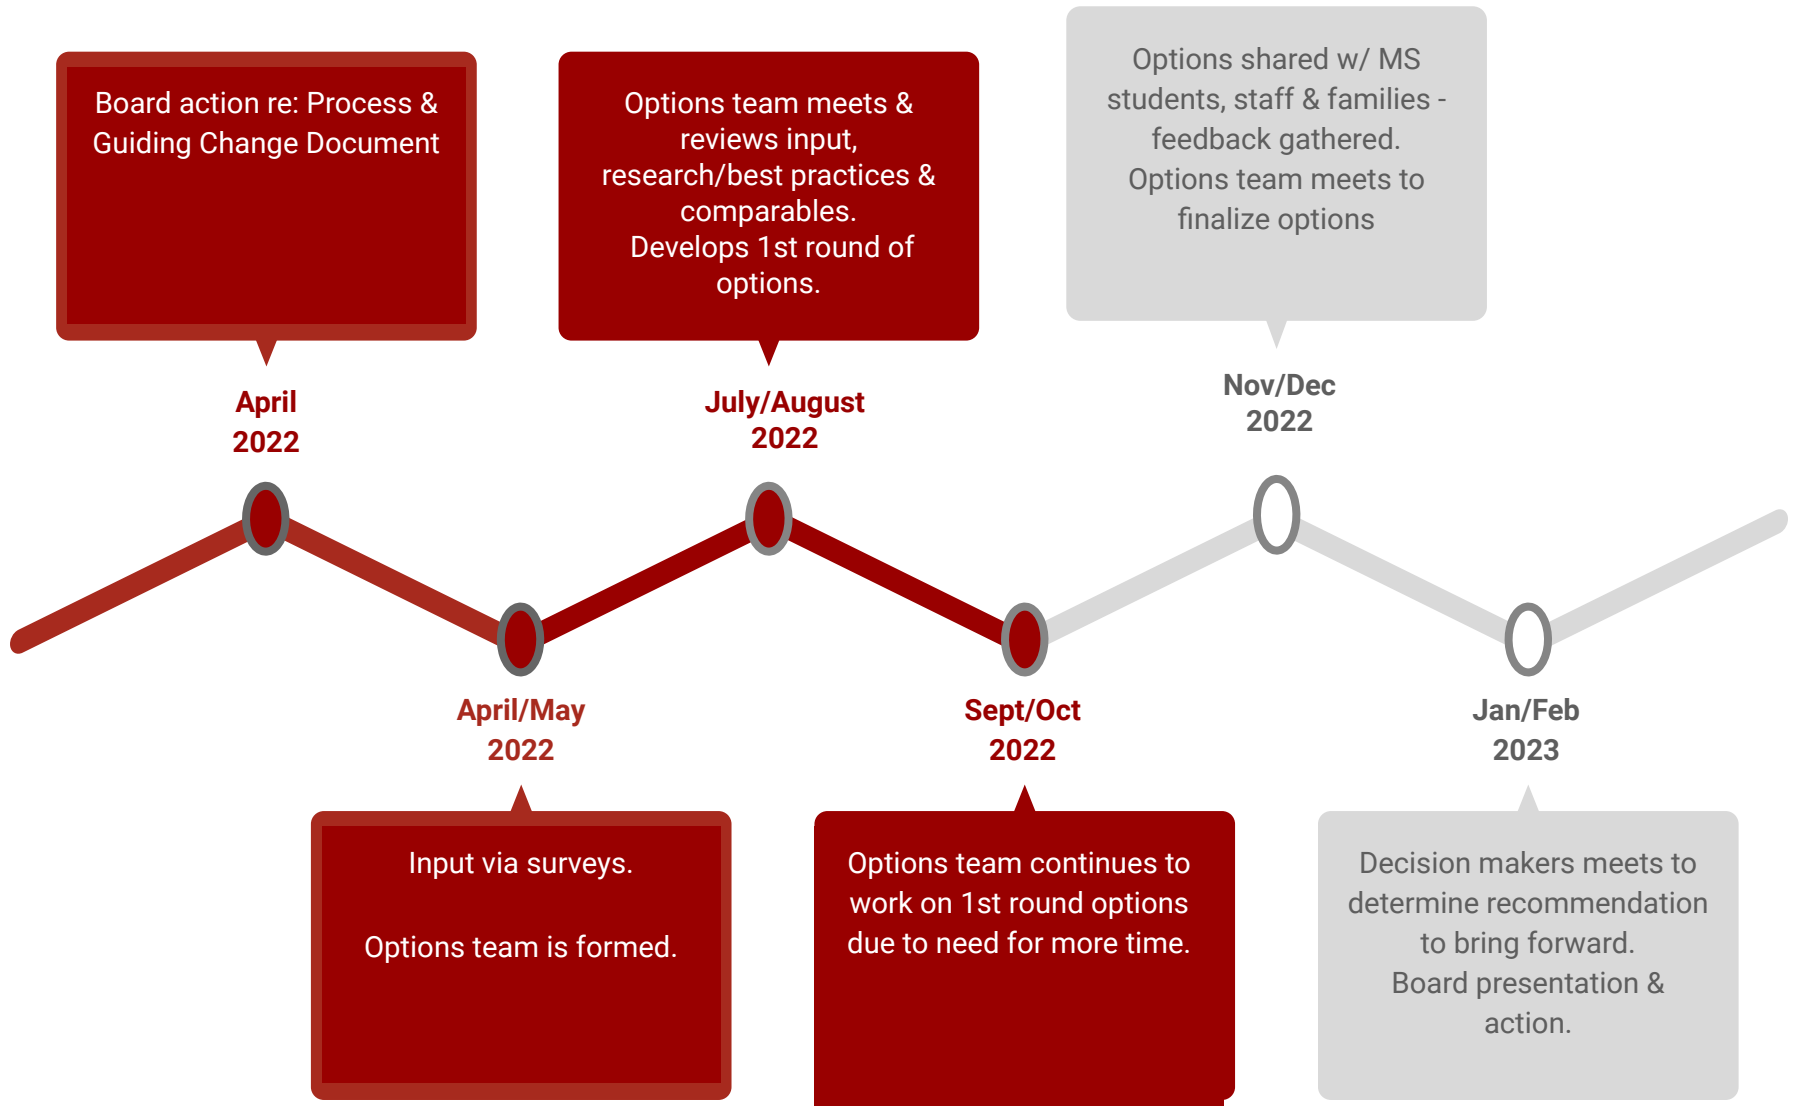 Board action re: Process &
Guiding Change Document
April
2022
Input via surveys.
Options team is formed.
April/May
2022
Options team meets &
reviews input,
research/best practices &
comparables.
Develops 1st round of
options.
July/August
2022
Sept/Oct
2022
Options team continues to
work on 1st round options
due to need for more time.
Options shared w/ MS
students, staff & families -
feedback gathered.
Options team meets to
finalize options
Nov/Dec
2022
Jan/Feb
2023
Decision makers meets to
determine recommendation
to bring forward.
Board presentation &
action.